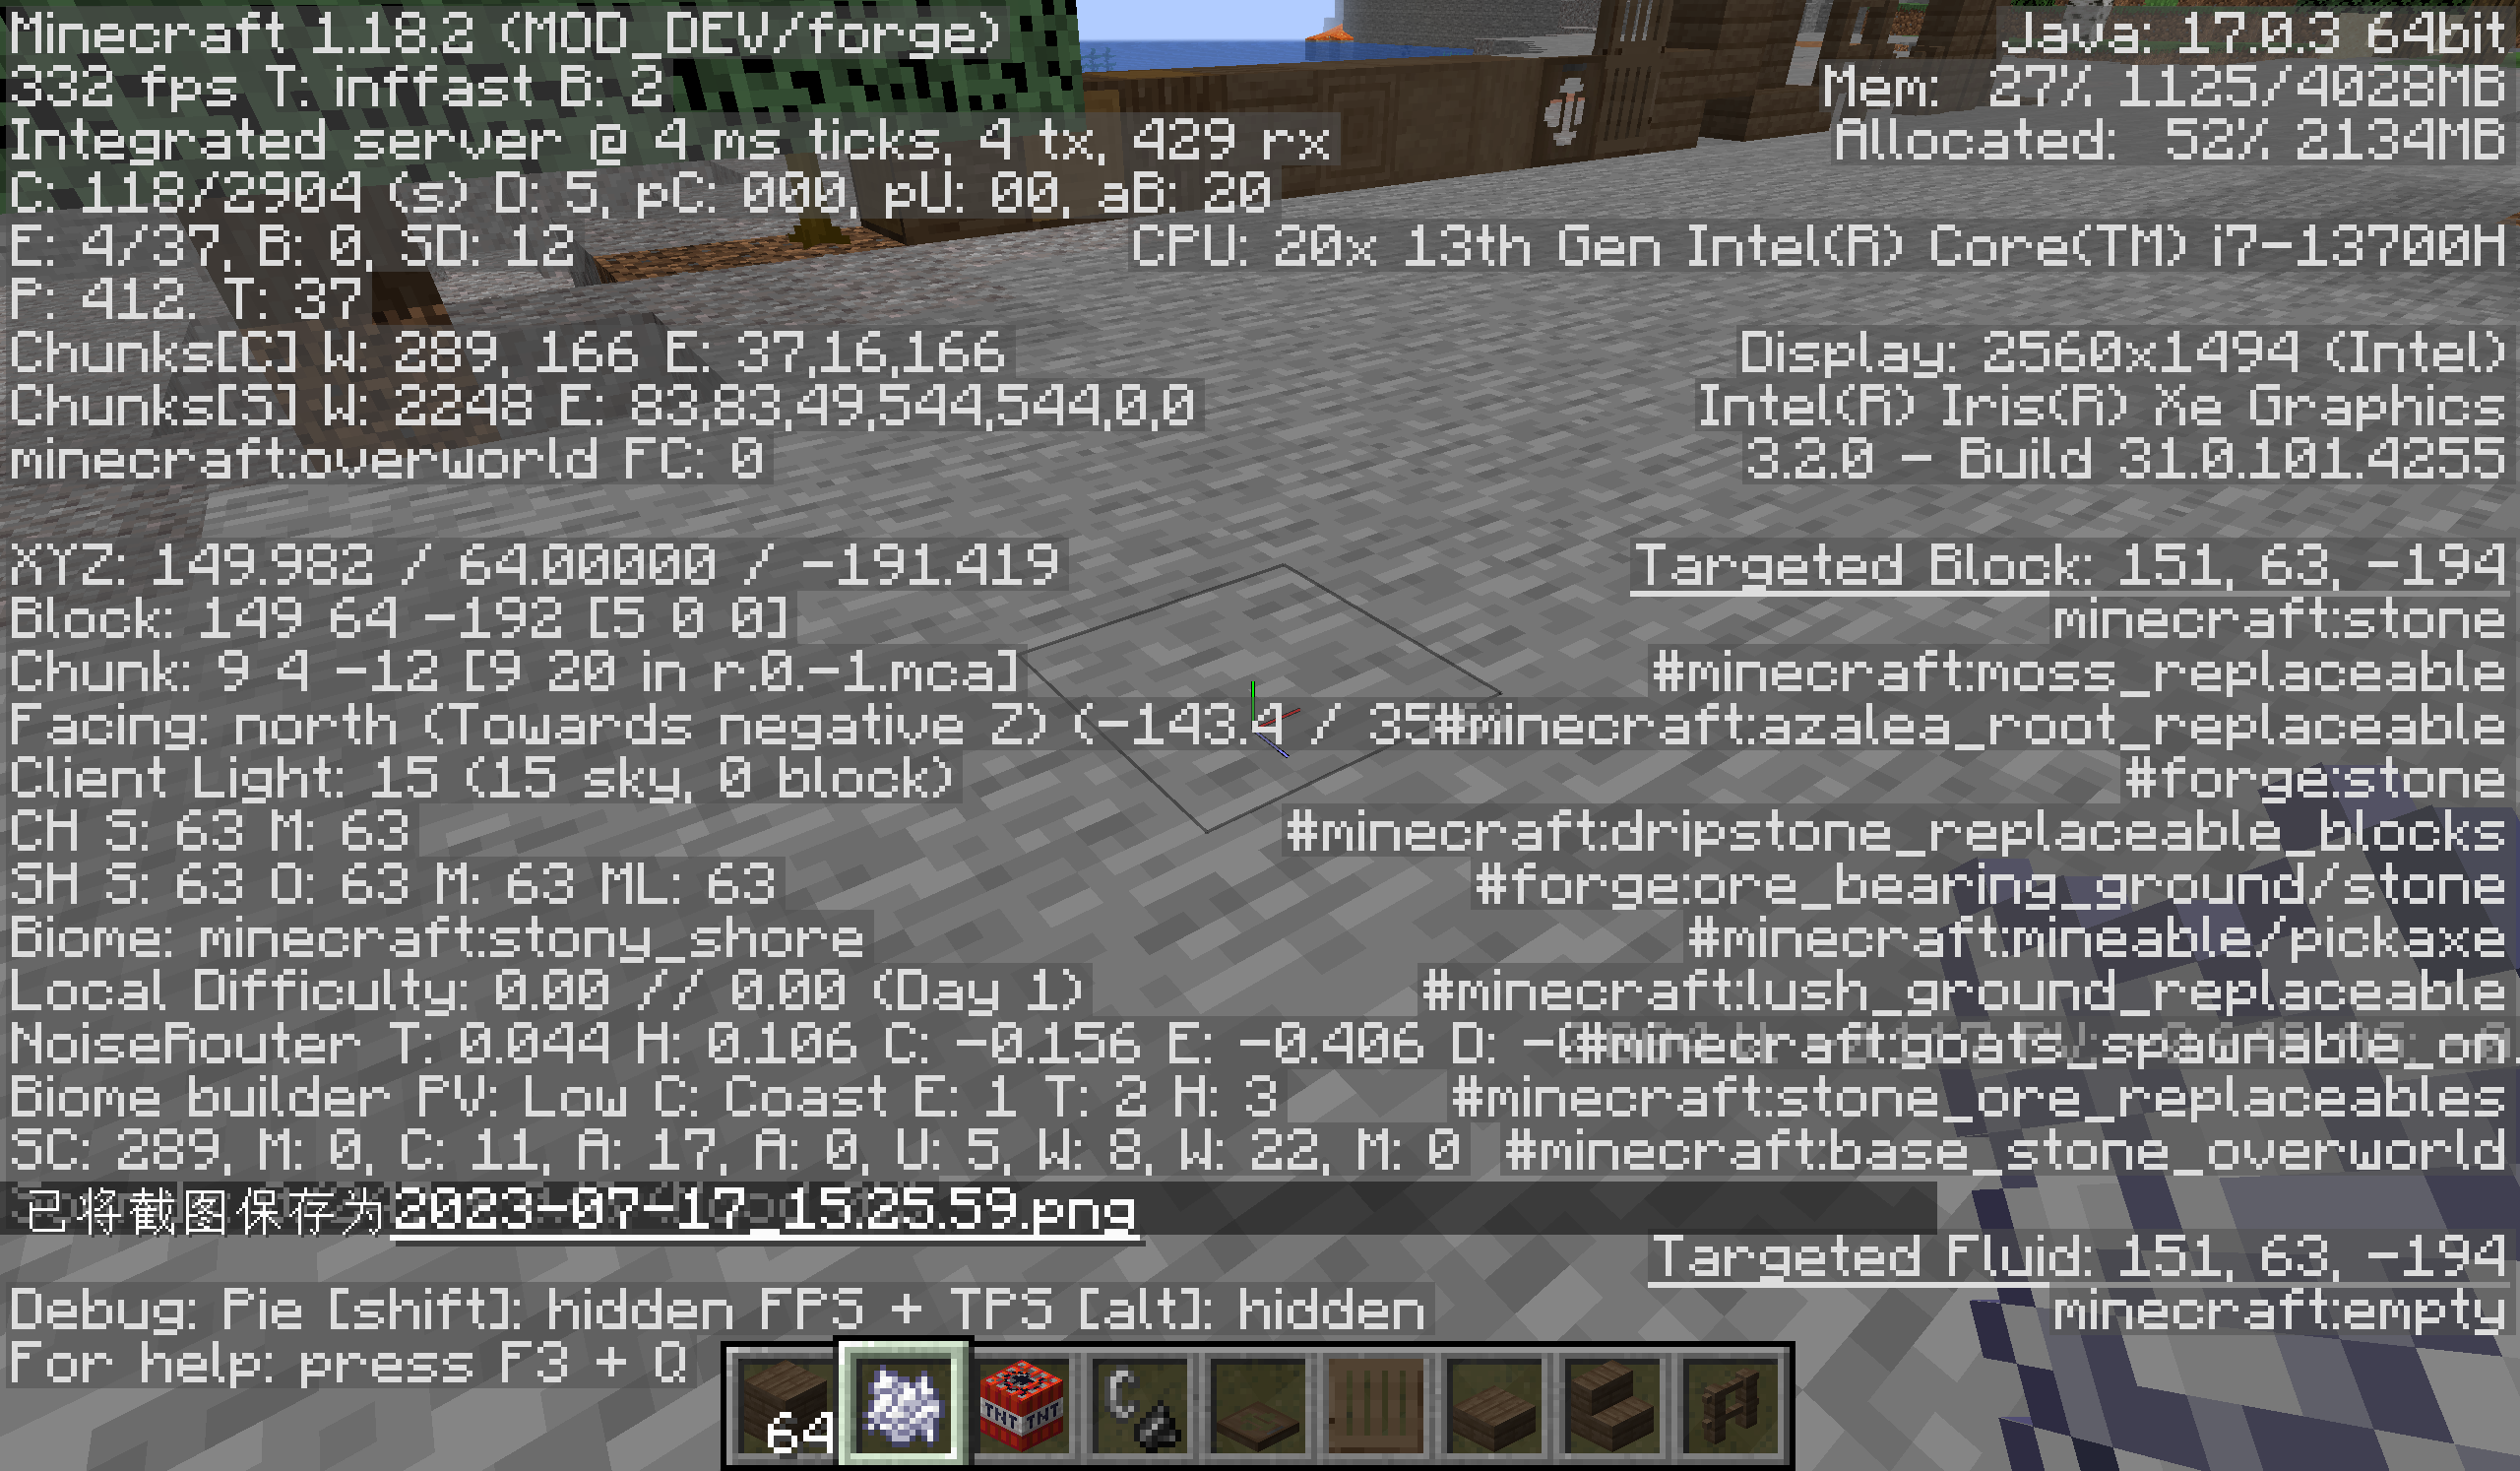 Minecraft 1.18.2 (MOD_DEV/forge)
332 fps T: inffast B: 2
Integrated server @ 4 ms ticks, 4 tx, 429 rx
C: 118/2904 (s) D: 5, pC: 000, pU: 00, aB: 20
E: 4/37, B: 0, SD: 12
P: 412. T: 37
Chunks[C] W: 289, 166 E: 37,16,166
Chunks[S] W: 2248 E: 83,83,49,544,544,0,0
minecraft:overworld FC: 0
XYZ: 149.982 / 64.00000 / -191.419
Block: 149 64 -192 [5 0 0]
Chunk: 9 4 -12 [9 20 in r.0.-1.mca]
Facing: north (Towards negative Z) (-143.1 / 35
Client Light: 15 (15 sky, 0 block)
CH S: 63 M: 63
SH S: 63 O: 63 M: 63 ML: 63
Biome: minecraft:stony_shore
Local Difficulty: 0.00 // 0.00 (Day 1)
NoiseRouter T: 0.044 H: 0.106 C: -0.156 E: -0.406 D:
Biome builder PV: Low C: Coast E: 1 T: 2 H: 3
SC: 289, M: 0, C: 11, A: 17, A: 0, U: 5, W: 8, W: 22, M: 0
已将截图保存为2023-07-17_15.25.59.png
Debug: Pie [shift]: hidden FPS + TPS [alt]: hidden
For help: press F3 + Q
Java: 17.0.3 64bit
Mem: 27% 1125/4028MB
Allocated: 52% 2134MB
CPU: 20x 13th Gen Intel(R) Core(TM) i7-13700H
Display: 2560x1494 (Intel)
Intel(R) Iris(R) Xe Graphics
3.2.0 - Build 31.0.101.4255
Targeted Block: 151, 63, -194
minecraft:stone
#minecraft:moss_replaceable
#minecraft:azalea_root_replaceable
#forge:stone
#minecraft:dripstone_replaceable_blocks
#forge:ore_bearing_ground/stone
#minecraft:mineable/pickaxe
#minecraft:lush_ground_replaceable
#minecraft:goats_spawnable_on
#minecraft:stone_ore_replaceables
#minecraft:base_stone_overworld
Targeted Fluid: 151, 63, -194
minecraft:empty
64
TNT TNT